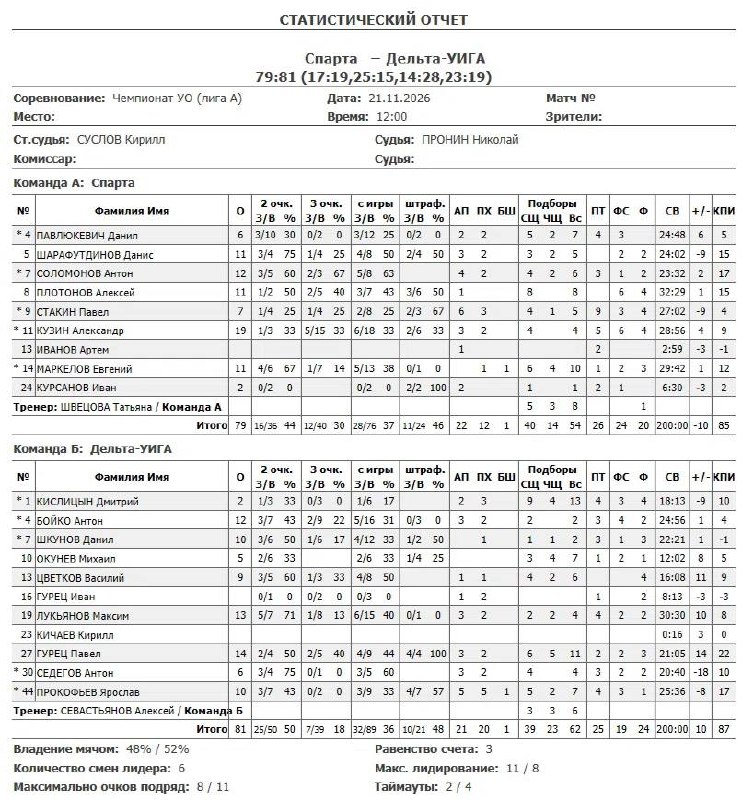 СТАТИСТИЧЕСКИЙ ОТЧЕТ
Спарта – Дельта-УИГА
79:81 (17:19,25:15,14:28,23:19)
Соревнование: Чемпионат УО (лига А) Дата: 21.11.2026 Матч №
Место: Время: 12:00 Зрители:
Ст.судья: СУСЛОВ Кирилл Судья: ПРОНИН Николай
Комиссар: Судья:
Команда А: Спарта
№ Фамилия Имя О 2 очк. 3 очк. с игры штраф. АП ПХ БШ Подборы ПТ ФС Ф СВ +/- КПИ
З/В % З/В % З/В % З/В % СЩ ЧЩ Вс
* 4 ПАВЛЮКЕВИЧ Данил 6 3/10 30 0/2 0 3/12 25 0/2 0 2 2 5 2 7 4 3 24:48 6 5
5 ШАРАФУТДИНОВ Данис 11 3/4 75 1/4 25 4/8 50 2/4 50 3 2 3 2 5 2 2 24:02 -9 15
* 7 СОЛОМОНОВ Антон 12 3/5 60 2/3 67 5/8 63 4 2 4 2 6 3 1 2 23:32 2 17
8 ПЛОТОНОВ Алексей 11 1/2 50 2/5 40 3/7 43 3/6 50 1 8 8 6 4 32:29 1 15
* 9 СТАКИН Павел 7 1/4 25 1/4 25 2/8 25 2/3 67 6 3 4 1 5 9 3 4 27:02 -9 4
* 11 КУЗИН Александр 19 1/3 33 5/15 33 6/18 33 2/6 33 3 2 4 4 5 6 4 28:56 4 9
13 ИВАНОВ Артем 1 2 2:59 -3 -1
* 14 МАРКЕЛОВ Евгений 11 4/6 67 1/7 14 5/13 38 0/1 0 1 1 6 4 10 1 2 3 29:42 1 12
24 КУРСАНОВ Иван 2 0/2 0 0/2 0 2/2 100 2 1 1 2 1 6:30 -3 2
Тренер: ШВЕЦОВА Татьяна / Команда А 5 3 8 1
Итого 79 16/36 44 12/40 30 28/76 37 11/24 46 22 12 1 40 14 54 26 24 20 200:00 -10 85
Команда Б: Дельта-УИГА
№ Фамилия Имя О 2 очк. 3 очк. с игры штраф. АП ПХ БШ Подборы ПТ ФС Ф СВ +/- КПИ
З/В % З/В % З/В % З/В % СЩ ЧЩ Вс
* 1 КИСЛИЦЫН Дмитрий 2 1/3 33 0/3 0 1/6 17 2 3 9 4 13 4 3 4 18:13 -9 10
* 4 БОЙКО Антон 12 3/7 43 2/9 22 5/16 31 0/3 0 3 2 2 2 3 4 2 24:56 1 4
* 7 ШКУНОВ Данил 10 3/6 50 1/6 17 4/12 33 1/2 50 1 1 1 2 3 1 3 22:21 1 -1
10 ОКУНЕВ Михаил 5 2/6 33 2/6 33 1/4 25 3 4 7 1 2 1 12:02 8 5
13 ЦВЕТКОВ Василий 9 3/5 60 1/3 33 4/8 50 1 1 4 2 6 4 16:08 11 9
16 ГУРЕЦ Иван 0/1 0 0/2 0 0/3 0 1 2 1 2 8:13 -3 -3
19 ЛУКЬЯНОВ Максим 13 5/7 71 1/8 13 6/15 40 0/1 0 3 2 2 2 4 4 2 2 30:30 10 8
23 КИЧАЕВ Кирилл 0:16 3 0
27 ГУРЕЦ Павел 14 2/4 50 2/5 40 4/9 44 4/4 100 3 2 6 5 11 2 2 3 21:05 14 22
* 30 СЕДЕГОВ Антон 6 3/4 75 0/1 0 3/5 60 3 2 4 4 3 2 2 20:40 -18 10
* 44 ПРОКОФЬЕВ Ярослав 10 3/7 43 0/2 0 3/9 33 4/7 57 5 5 1 5 2 7 4 3 1 25:36 -8 17
Тренер: СЕВАСТЬЯНОВ Алексей / Команда Б 3 3 6
Итого 81 25/50 50 7/39 18 32/89 36 10/21 48 21 20 1 39 23 62 25 19 24 200:00 10 87
Владение мячом: 48% / 52% Равенство счета: 3
Количество смен лидера: 6 Макс. лидирование: 11 / 8
Максимально очков подряд: 8 / 11 Таймауты: 2 / 4